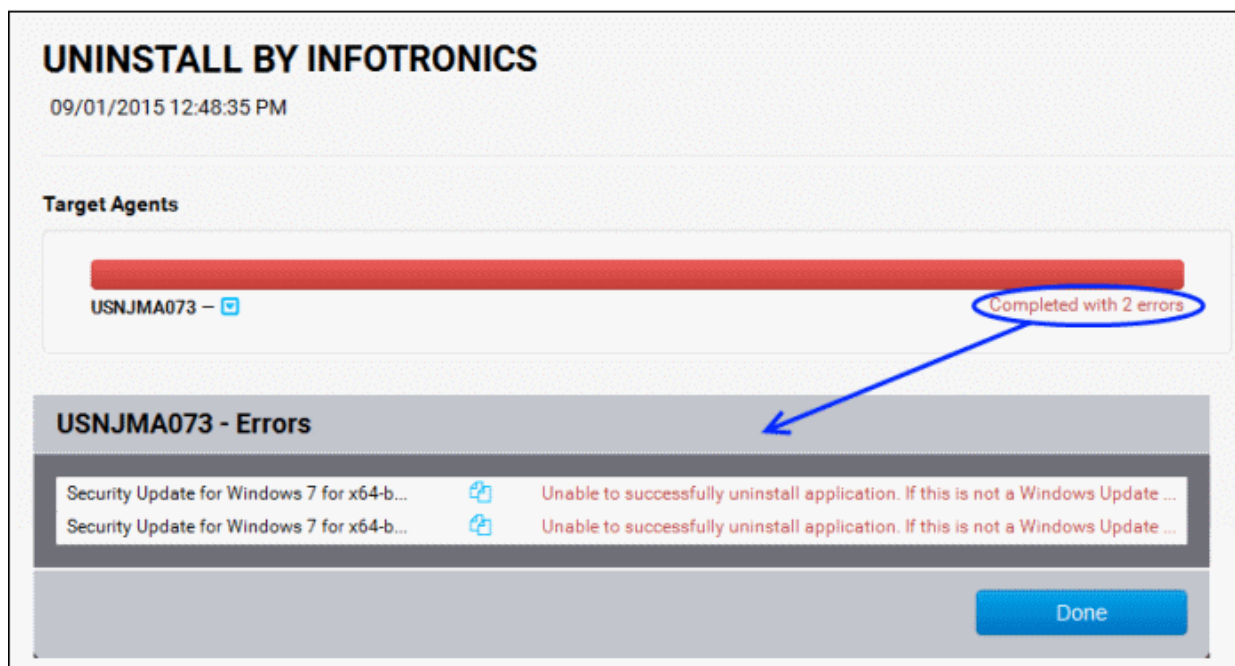 UNINSTALL BY INFOTRONICS
09/01/2015 12:48:35 PM
Target Agents
USNJMA073 –
Completed with 2 errors
USNJMA073 - Errors
Security Update for Windows 7 for x64-b... Unable to successfully uninstall application. If this is not a Windows Update ...
Security Update for Windows 7 for x64-b... Unable to successfully uninstall application. If this is not a Windows Update ...
Done